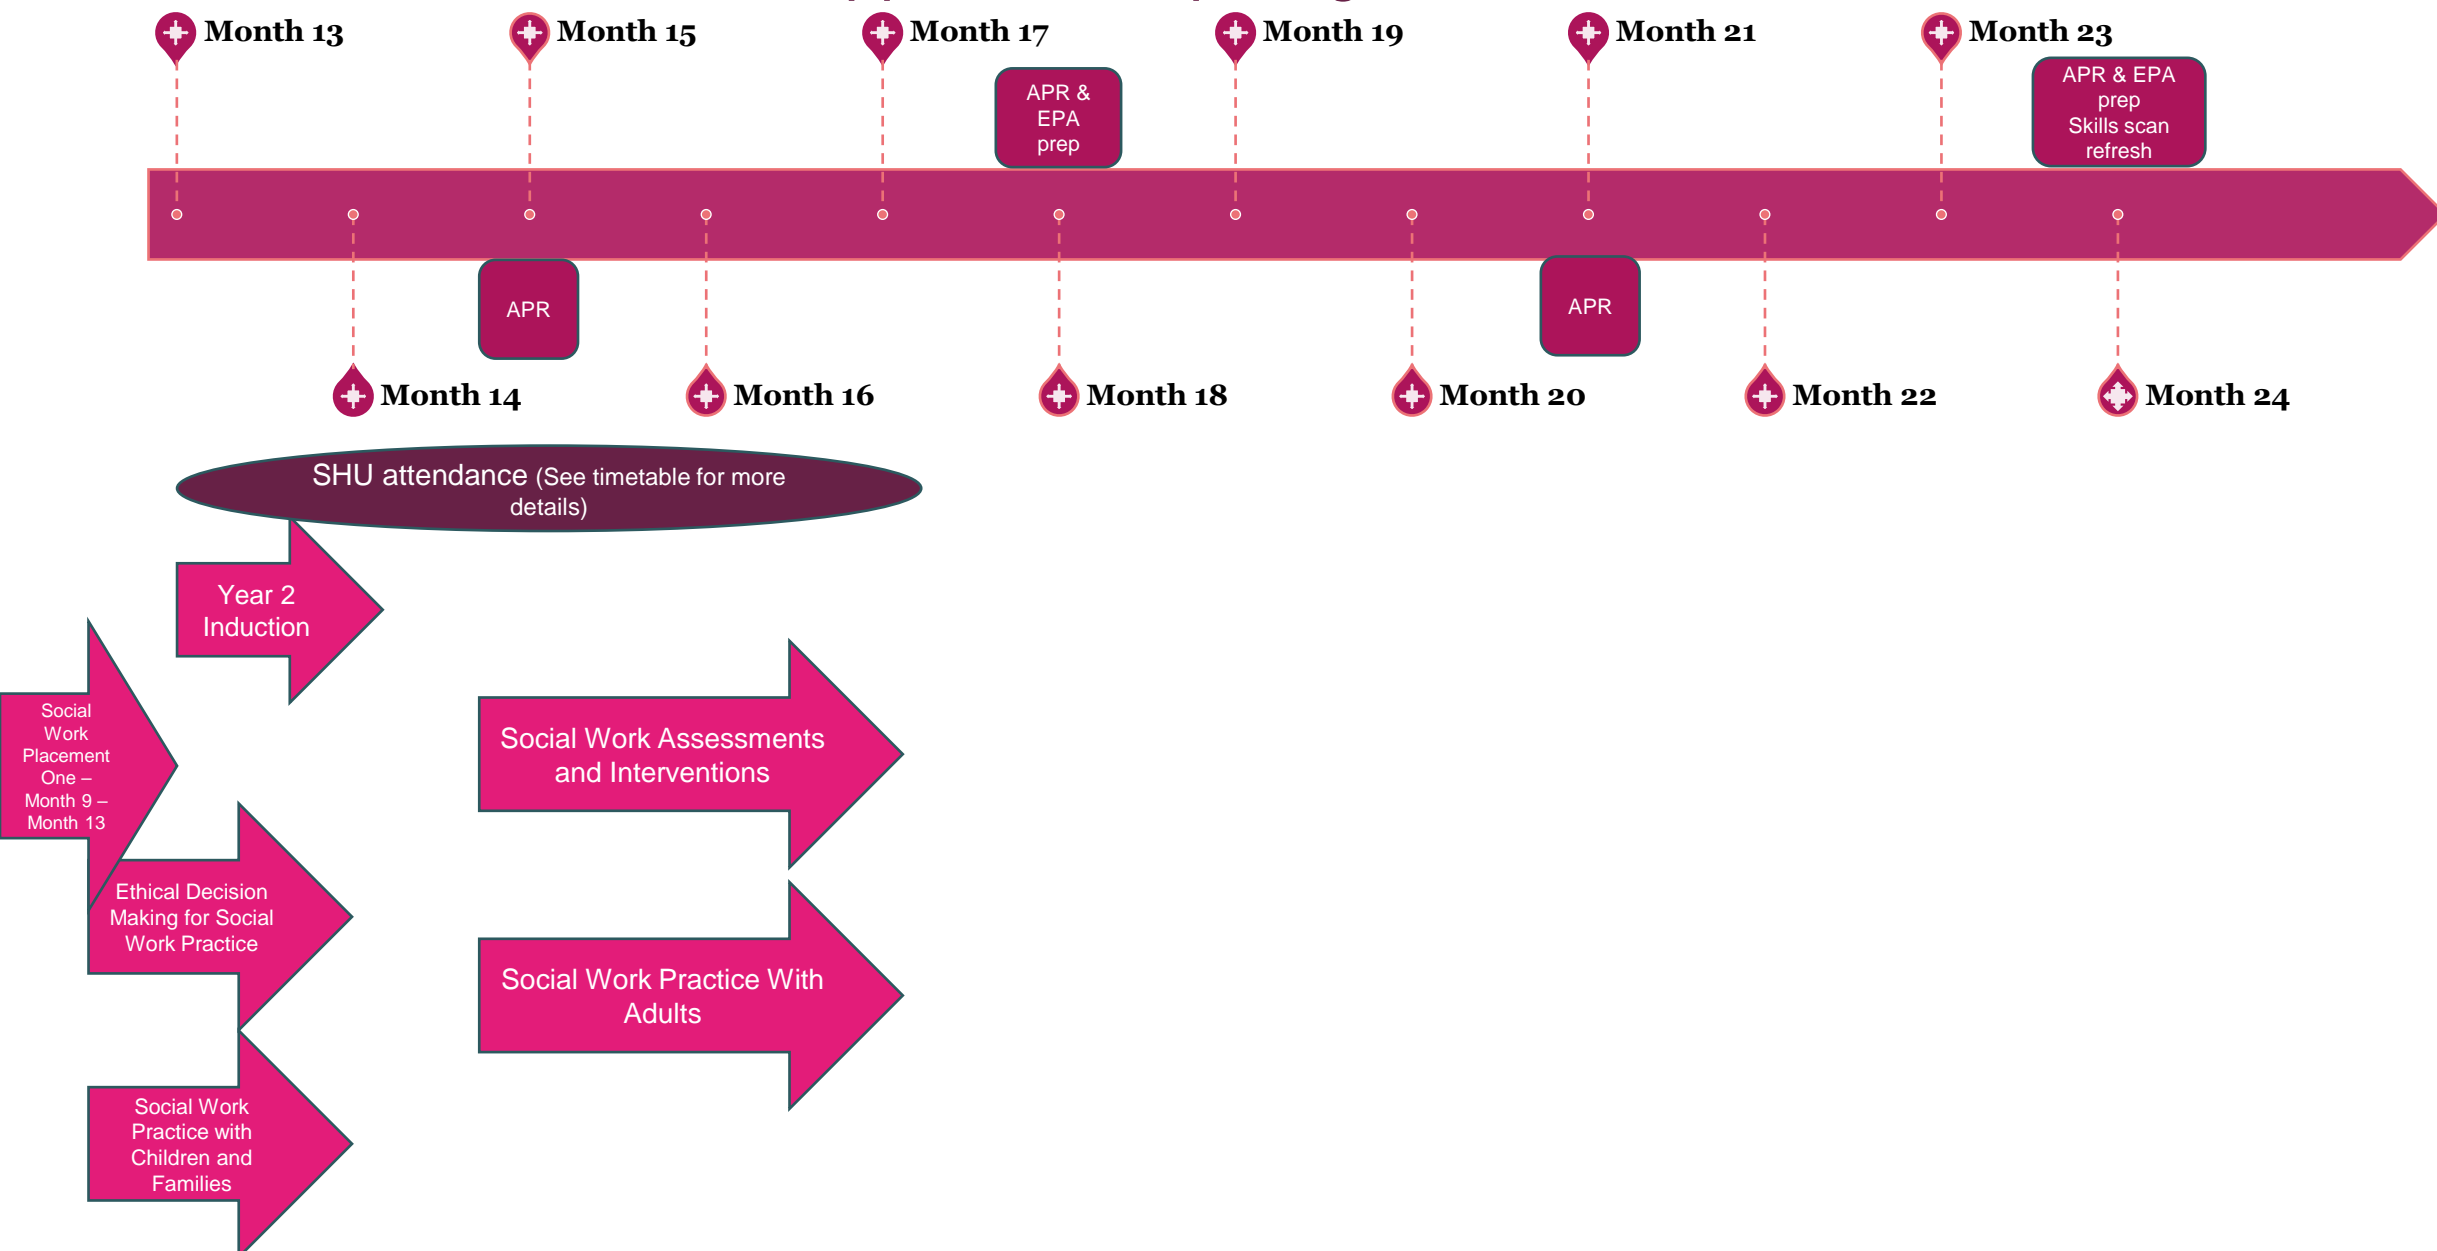 Month 13
Month 15
Month 17
Month 19
Month 21
Month 23
APR &
EPA
prep
APR & EPA
prep
Skills scan
refresh
APR
APR
Month 14
Month 16
Month 18
Month 20
Month 22
Month 24
SHU attendance (See timetable for more
details)
Year 2
Induction
Social
Work
Placement
One –
Month 9 –
Month 13
Social Work Assessments
and Interventions
Ethical Decision
Making for Social
Work Practice
Social Work Practice With
Adults
Social Work
Practice with
Children and
Families